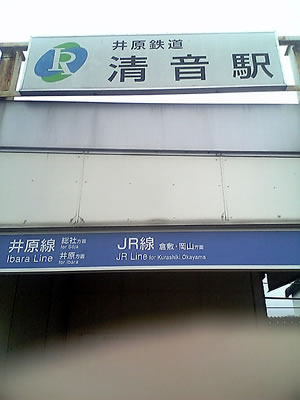 井原鉄道
清音駅
井原線 総社方面 for Soja
Ibara Line 井原方面 for Ibara
JR線 倉敷・岡山方面
JR Line for Kurashiki Okayama